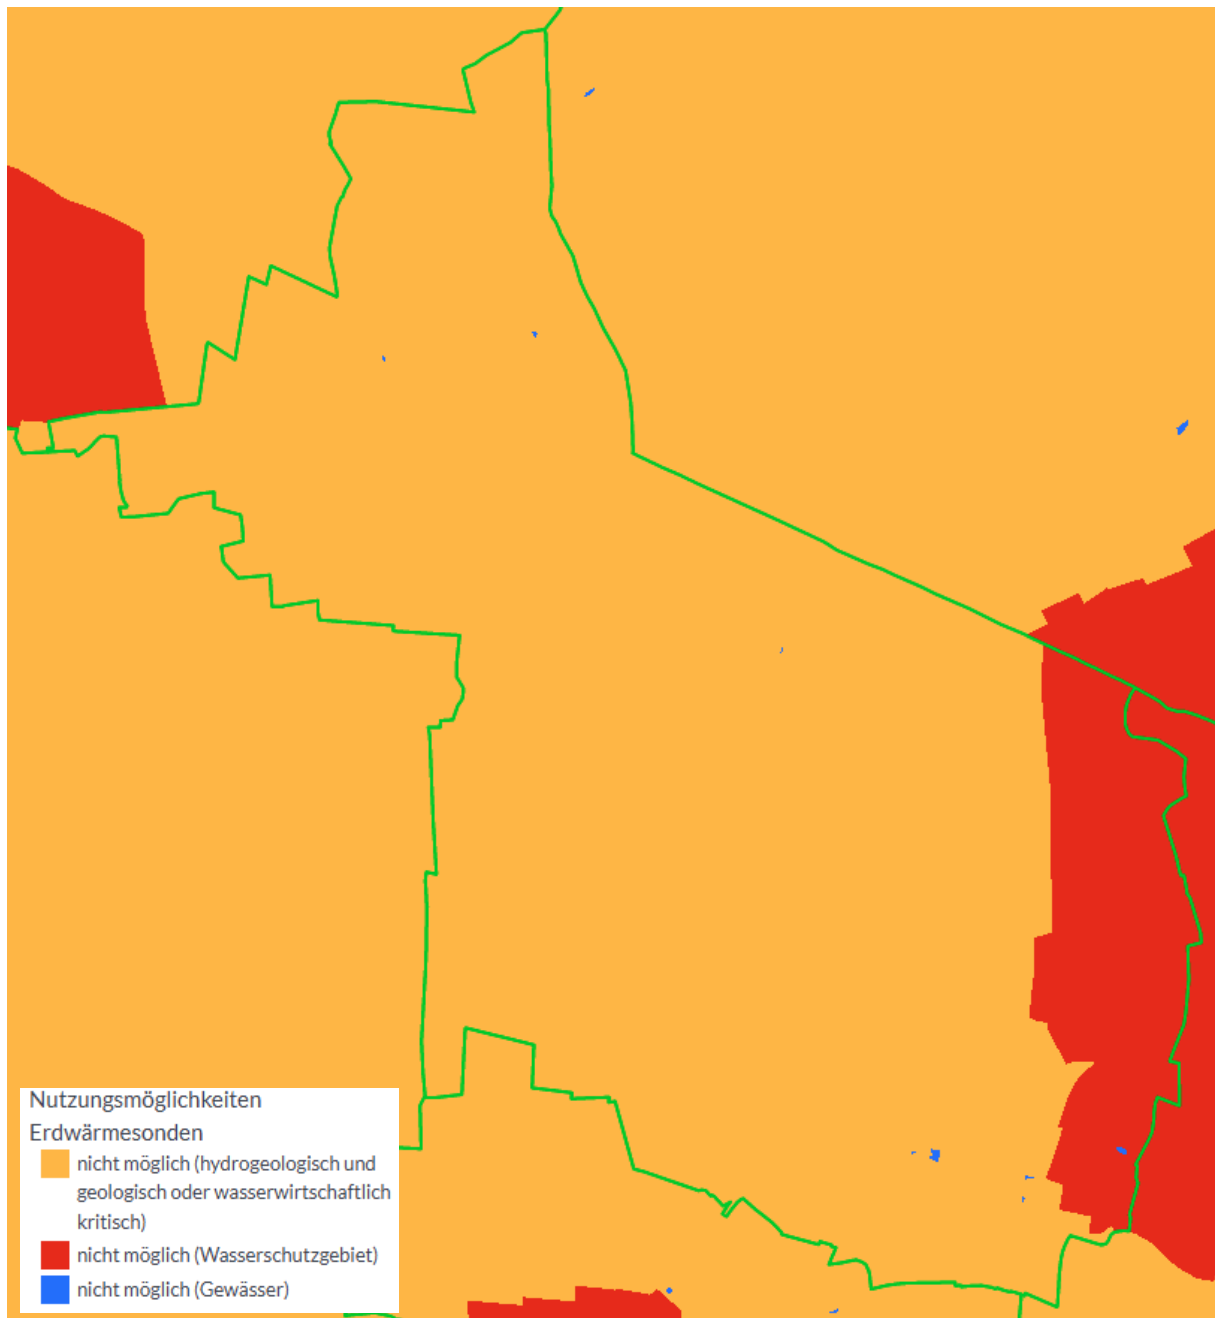 Nutzungsmöglichkeiten
Erdwärmesonden
nicht möglich (hydrogeologisch und
geologisch oder wasserwirtschaftlich
kritisch)
nicht möglich (Wasserschutzgebiet)
nicht möglich (Gewässer)